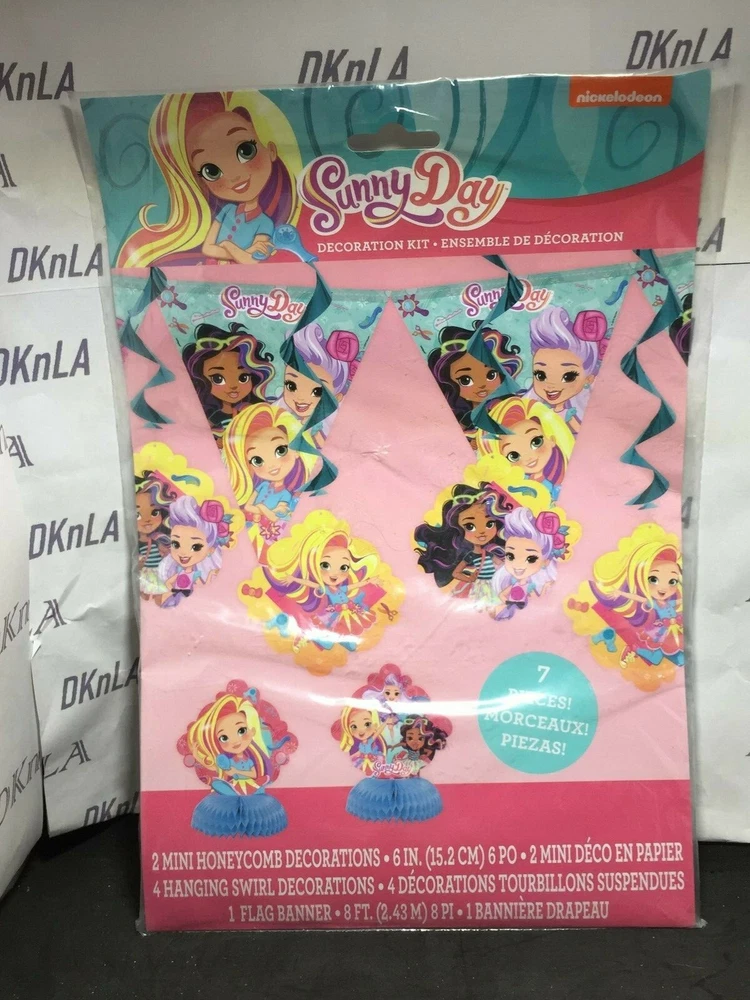 DKnLA
DKnLA
DKnLA
nickelodeon
Sunny Day
DECORATION KIT • ENSEMBLE DE DÉCORATION
DKnLA
Sunny Day
Sunny Day
DKnLA
DKnLA
DKnLA
7
PIECES!
MORCEAUX!
PIEZAS!
Sunny Day
2 MINI HONEYCOMB DECORATIONS • 6 IN. (15.2 CM) 6 PO • 2 MINI DÉCO EN PAPIER
4 HANGING SWIRL DECORATIONS • 4 DÉCORATIONS TOURBILLONS SUSPENDUES
1 FLAG BANNER • 8 FT. (2.43 M) 8 PI • 1 BANNIÈRE DRAPEAU